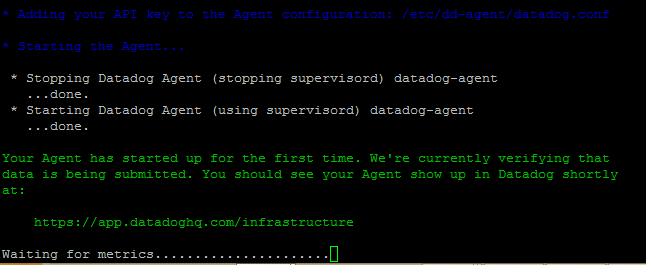 * Adding your API key to the Agent configuration: /etc/dd-agent/datadog.conf
* Starting the Agent...
* Stopping Datadog Agent (stopping supervisord) datadog-agent
...done.
* Starting Datadog Agent (using supervisord) datadog-agent
...done.
Your Agent has started up for the first time. We're currently verifying that
data is being submitted. You should see your Agent show up in Datadog shortly
at:
https://app.datadoghq.com/infrastructure
Waiting for metrics......................